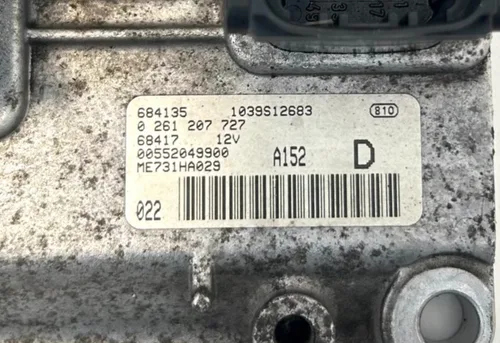 684135 1039S12683 810
0 261 207 727
68417 12V
00552049900 A152 D
ME731HA029
022